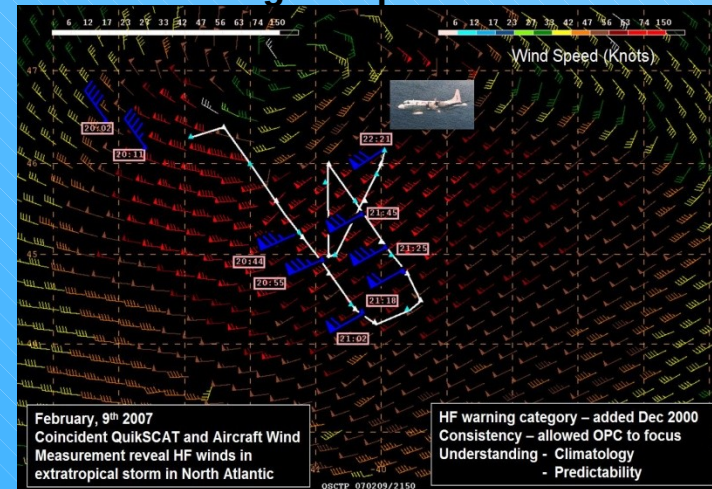 6 12 17 23 29 33 42 47 56 63 74 150
6 12 17 23 27 33 42 47 56 63 74 150
Wind Speed (Knots)
47
20:02
20:11
22:21
46
21:45
21:25
45
20:44
20:55
21:18
21:02
46
February, 9th 2007
Coincident QuikSCAT and Aircraft Wind
Measurement reveal HF winds in
extratropical storm in North Atlantic
HF warning category – added Dec 2000
Consistency – allowed OPC to focus
Understanding - Climatology
- Predictability
41
40
QSCTP 070209/2150